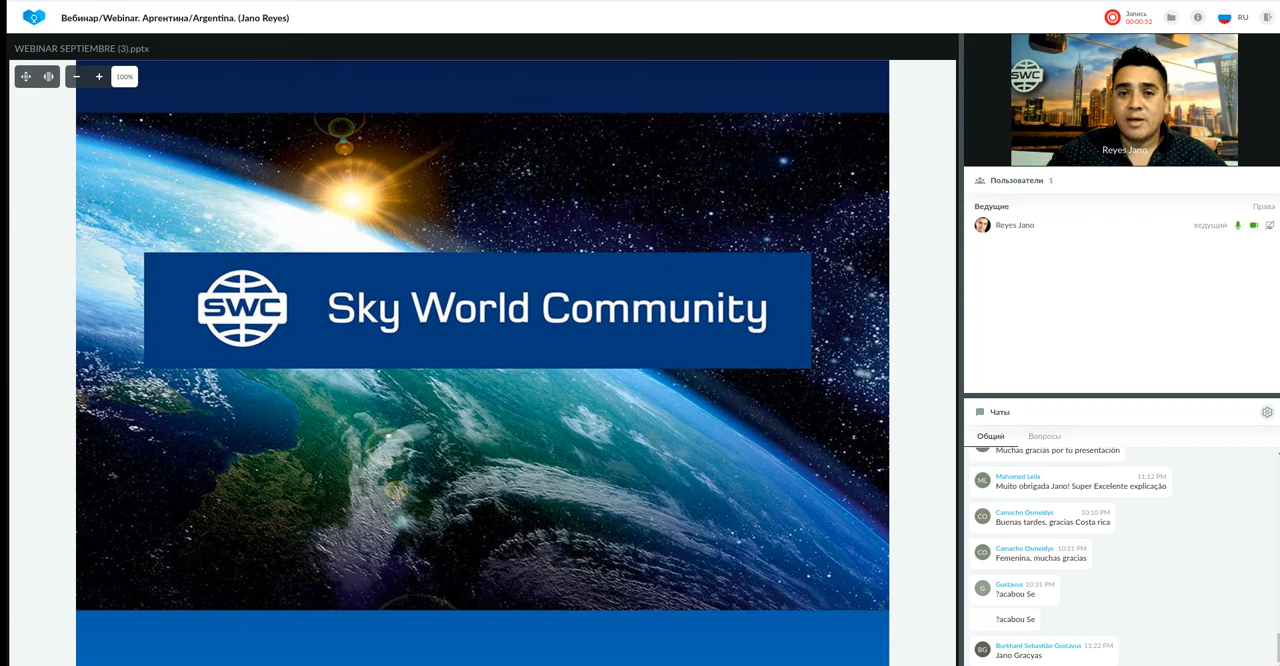 Вебинар/Webinar. Аргентина/Argentina. (Jano Reyes)
Запись
00:00:52
RU
WEBINAR SEPTIEMBRE (3).pptx
100%
SWC
Sky World Community
SWC
Reyes Jano
Пользователи 1
Ведущие
Права
Reyes Jano
ведущий
Чаты
Общий
Вопросы
Muchas gracias por tu presentación
ML
Mahomed Leila 11:12 PM
Muito obrigada Jano! Super Excelente explicação
CO
Camacho Osmeidys 10:10 PM
Buenas tardes, gracias Costa rica
CO
Camacho Osmeidys 10:11 PM
Femenina, muchas gracias
G
Gustavus 10:31 PM
?acabou Se
?acabou Se
BG
Burkhard Sebastião Gustavus 11:22 PM
Jano Gracyas